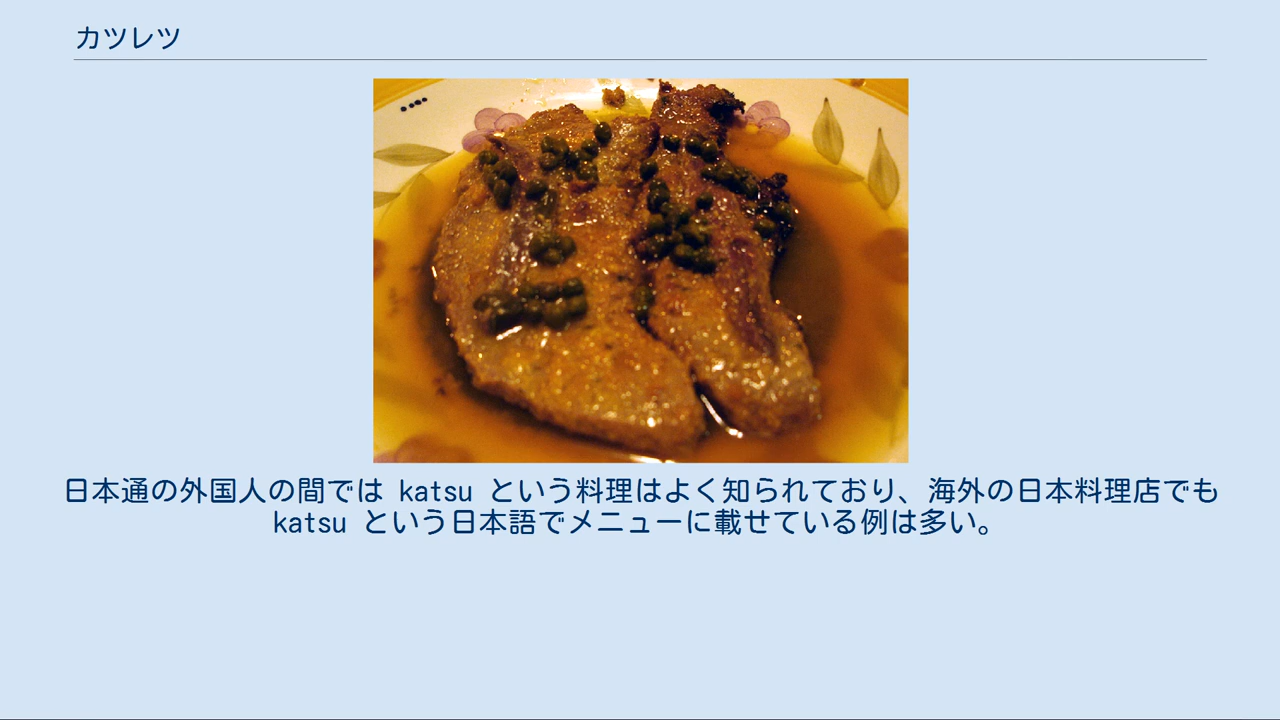 カツレツ
日本通の外国人の間では katsu という料理はよく知られており、海外の日本料理店でも
katsu という日本語でメニューに載せている例は多い。